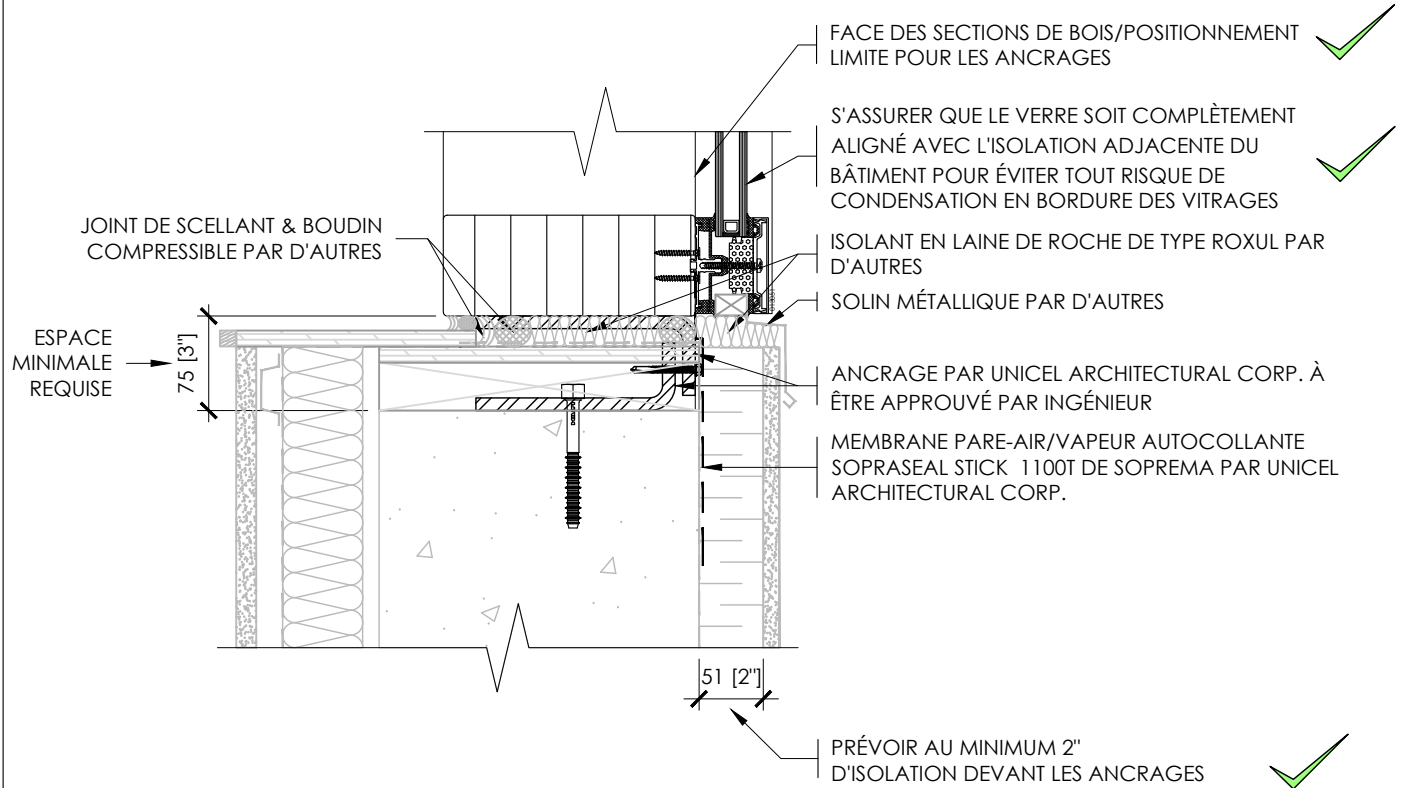 FACE DES SECTIONS DE BOIS/POSITIONNEMENT
LIMITE POUR LES ANCRAGES
S'ASSURER QUE LE VERRE SOIT COMPLÈTEMENT
ALIGNÉ AVEC L'ISOLATION ADJACENTE DU
BÂTIMENT POUR ÉVITER TOUT RISQUE DE
CONDENSATION EN BORDURE DES VITRAGES
JOINT DE SCELLANT & BOUDIN
COMPRESSIBLE PAR D'AUTRES
ISOLANT EN LAINE DE ROCHE DE TYPE ROXUL PAR
D'AUTRES
SOLIN MÉTALLIQUE PAR D'AUTRES
ESPACE
MINIMALE
REQUISE
75 [3"]
ANCRAGE PAR UNICEL ARCHITECTURAL CORP. À
ÊTRE APPROUVÉ PAR INGÉNIEUR
MEMBRANE PARE-AIR/VAPEUR AUTOCOLLANTE
SOPRASEAL STICK 1100T DE SOPREMA PAR UNICEL
ARCHITECTURAL CORP.
51 [2"]
PRÉVOIR AU MINIMUM 2"
D'ISOLATION DEVANT LES ANCRAGES